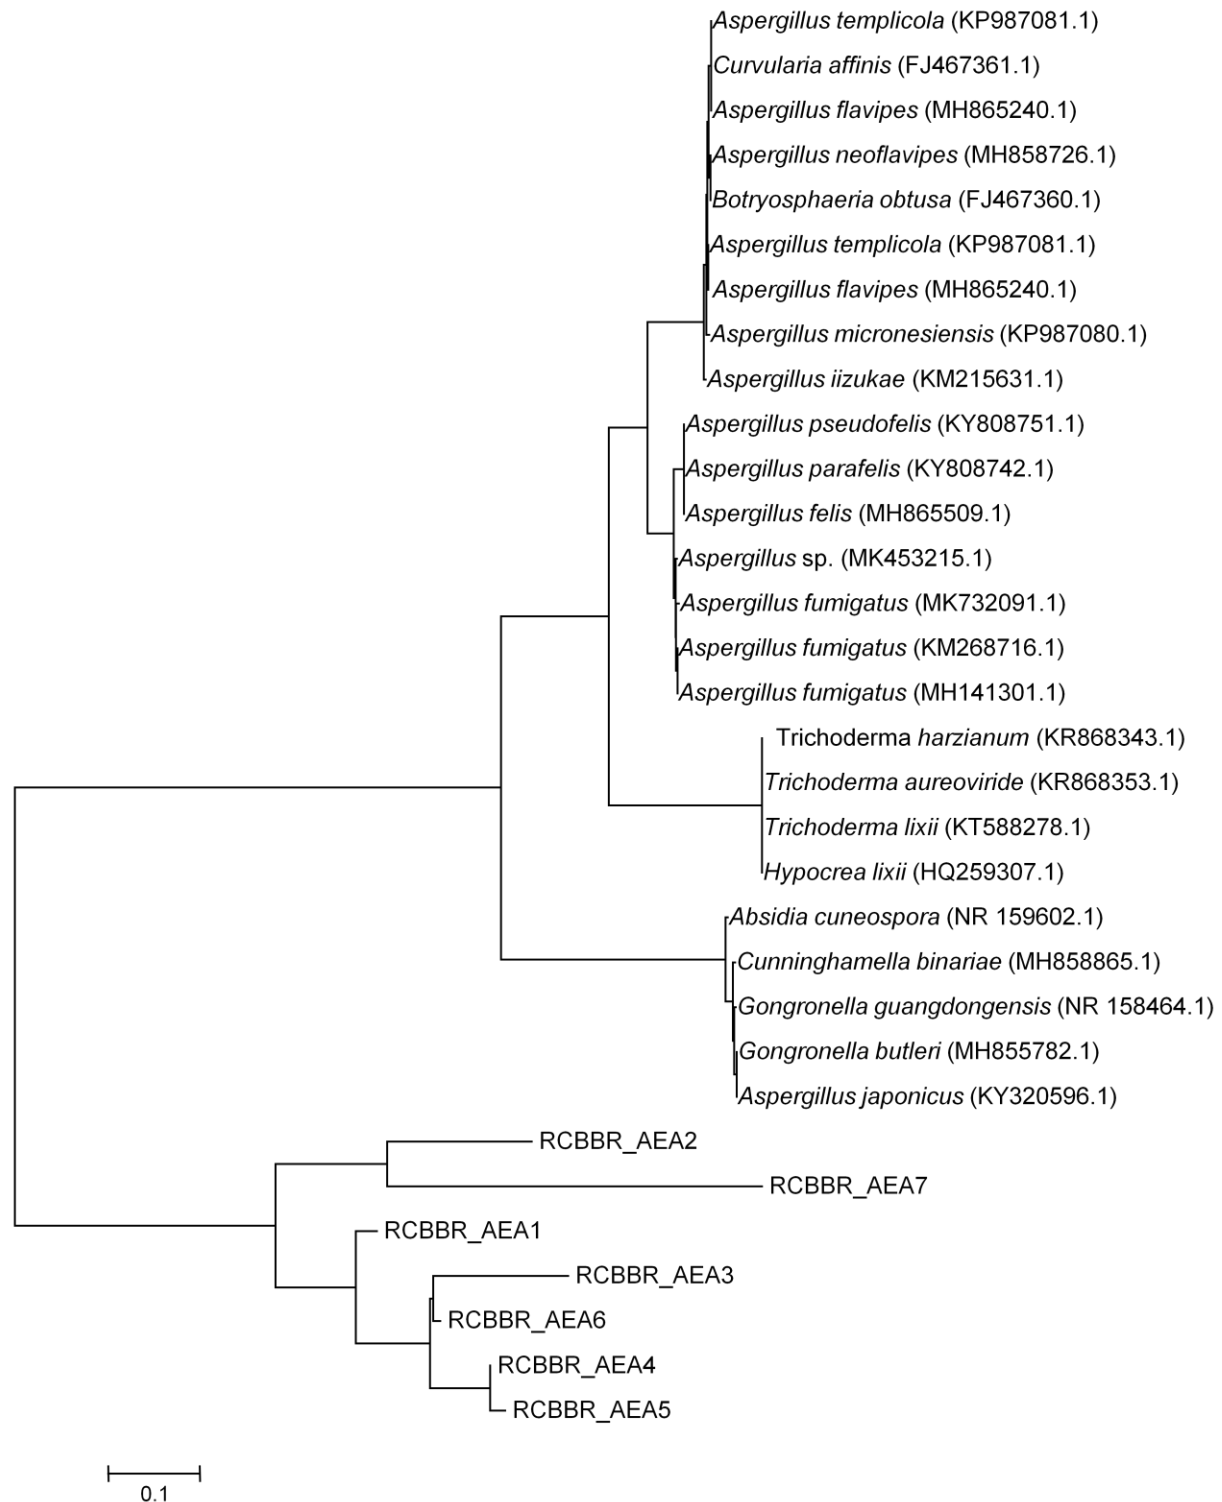 Aspergillus templicola (KP987081.1)
Curvularia affinis (FJ467361.1)
Aspergillus flavipes (MH865240.1)
Aspergillus neoflavipes (MH858726.1)
Botryosphaeria obtusa (FJ467360.1)
Aspergillus templicola (KP987081.1)
Aspergillus flavipes (MH865240.1)
Aspergillus micronesiensis (KP987080.1)
Aspergillus iizukae (KM215631.1)
Aspergillus pseudofelis (KY808751.1)
Aspergillus parafelis (KY808742.1)
Aspergillus felis (MH865509.1)
Aspergillus sp. (MK453215.1)
Aspergillus fumigatus (MK732091.1)
Aspergillus fumigatus (KM268716.1)
Aspergillus fumigatus (MH141301.1)
Trichoderma harzianum (KR868343.1)
Trichoderma aureoviride (KR868353.1)
Trichoderma lixii (KT588278.1)
Hypocrea lixii (HQ259307.1)
Absidia cuneospora (NR 159602.1)
Cunninghamella binariae (MH858865.1)
Gongronella guangdongensis (NR 158464.1)
Gongronella butleri (MH855782.1)
Aspergillus japonicus (KY320596.1)
RCBBR_AEA2
RCBBR_AEA7
RCBBR_AEA1
RCBBR_AEA3
RCBBR_AEA6
RCBBR_AEA4
RCBBR_AEA5
0.1